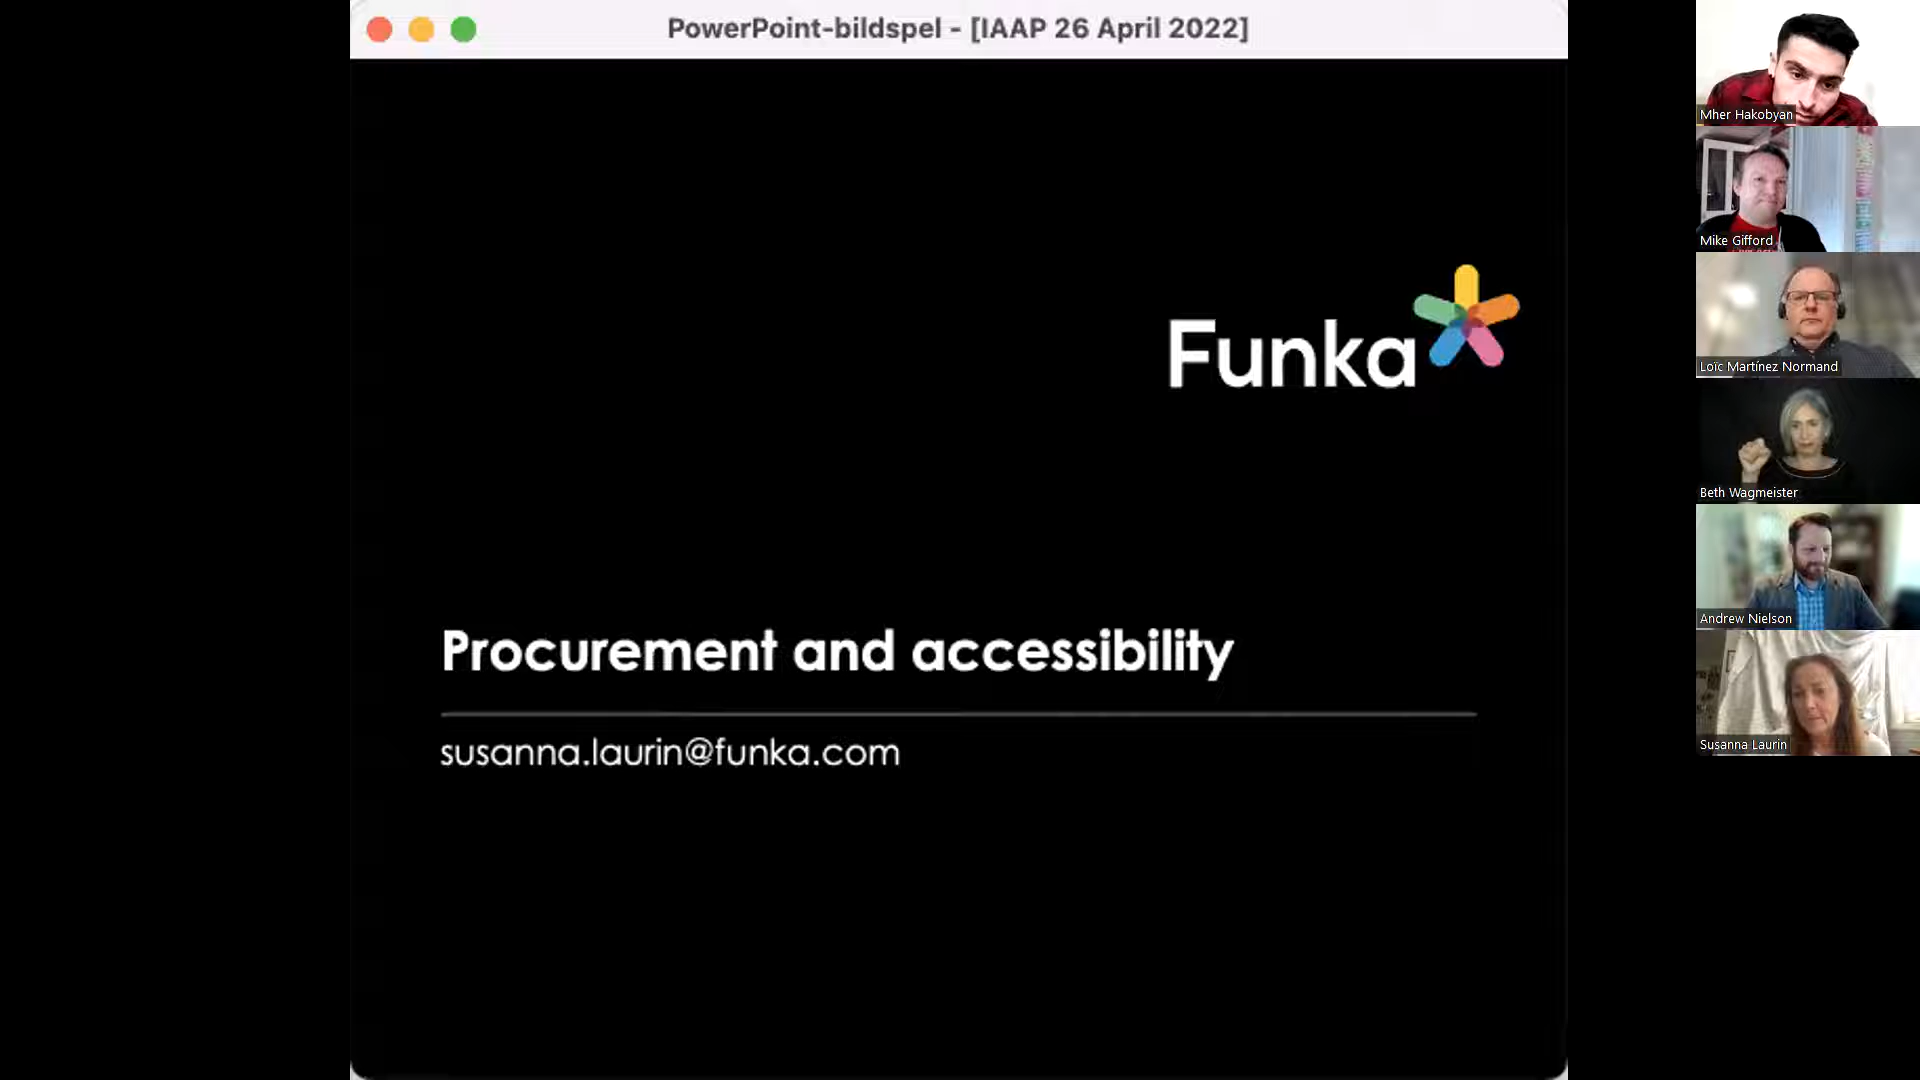 PowerPoint-bildspel - [IAAP 26 April 2022]
Funka
Procurement and accessibility
susanna.laurin@funka.com
Mher Hakobyan
Mike Gifford
Loïc Martínez Normand
Beth Wagmeister
Andrew Nielson
Susanna Laurin